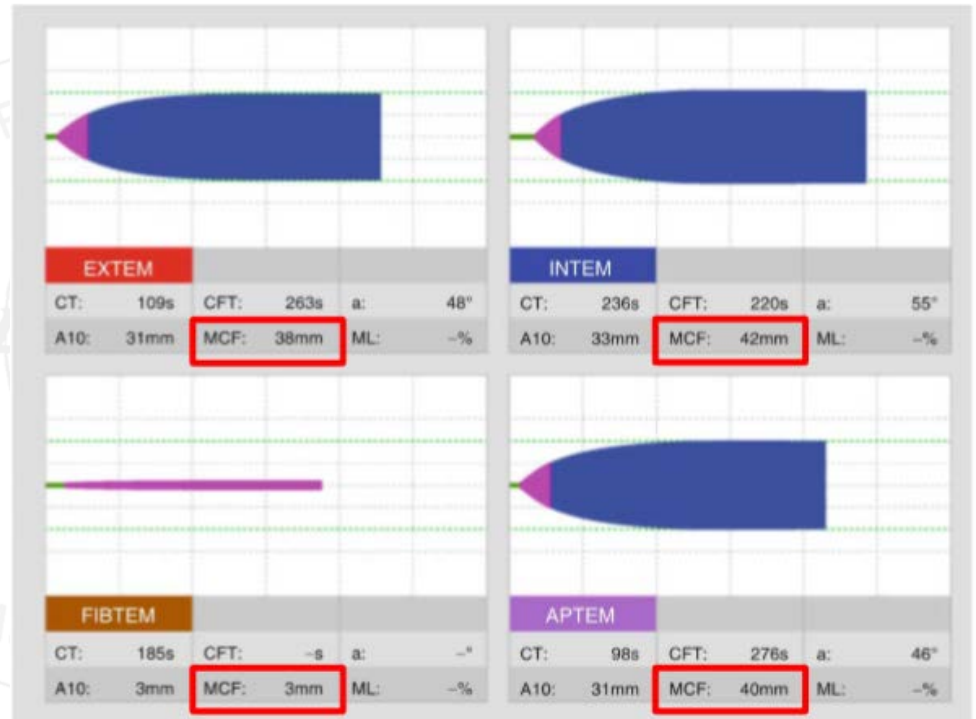 EXTEM
CT: 109s CFT: 263s a: 48°
A10: 31mm MCF: 38mm ML: -%
INTEM
CT: 236s CFT: 220s a: 55°
A10: 33mm MCF: 42mm ML: -%
FIBTEM
CT: 185s CFT: -s a: -°
A10: 3mm MCF: 3mm ML: -%
APTEM
CT: 98s CFT: 276s a: 46°
A10: 31mm MCF: 40mm ML: -%